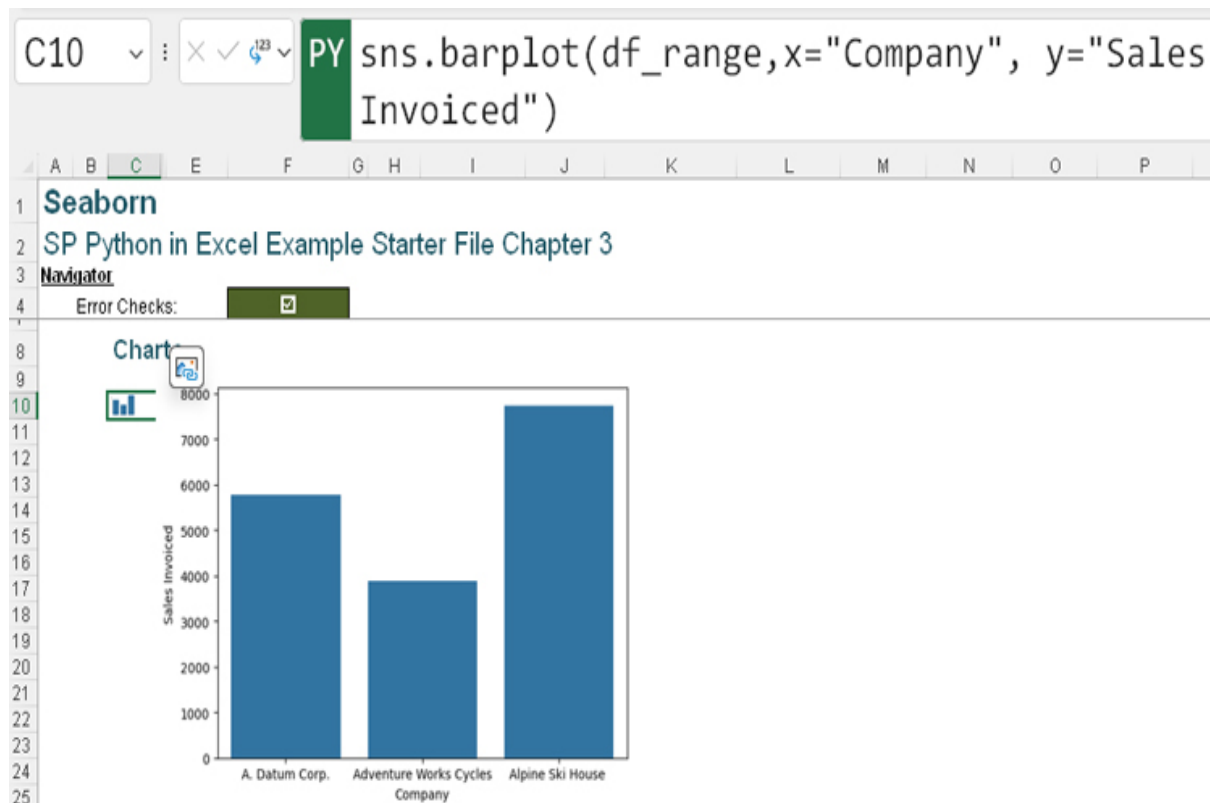 C10
123
PY
sns.barplot(df_range,x="Company", y="Sales
Invoiced")
A B C E F G H I J K L M N O P
1 Seaborn
2 SP Python in Excel Example Starter File Chapter 3
3 Navigator
4 Error Checks:
8 Charts
9
10
11
12
13
14
15
16
17
18
19
20
21
22
23
24
25
8000
7000
6000
5000
4000
3000
2000
1000
0
Sales Invoiced
A. Datum Corp. Adventure Works Cycles Alpine Ski House
Company